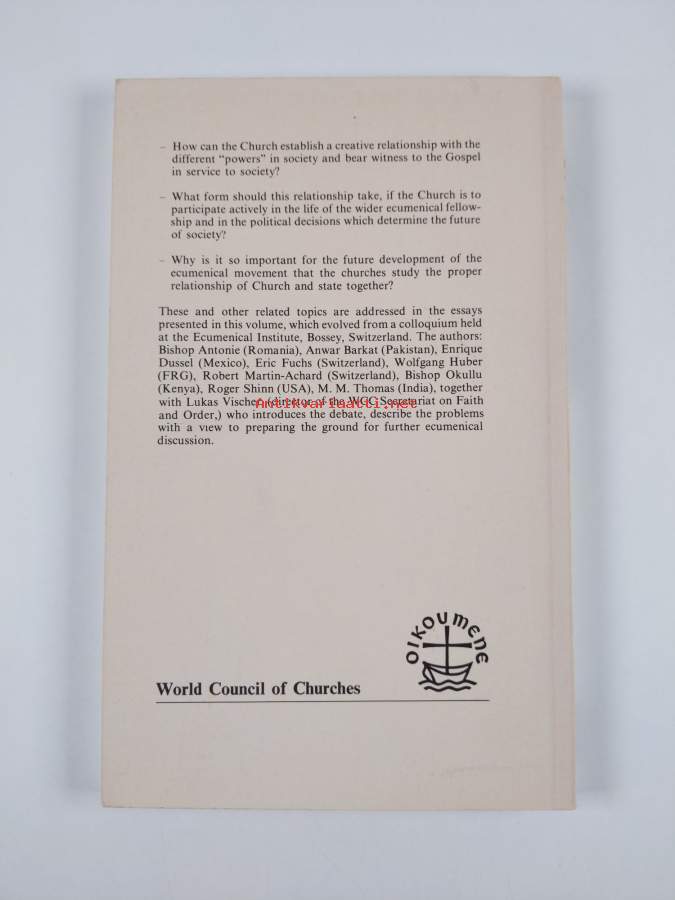 – How can the Church establish a creative relationship with the
different "powers" in society and bear witness to the Gospel
in service to society?
– What form should this relationship take, if the Church is to
participate actively in the life of the wider ecumenical fellow-
ship and in the political decisions which determine the future
of society?
– Why is it so important for the future development of the
ecumenical movement that the churches study the proper
relationship of Church and state together?
These and other related topics are addressed in the essays
presented in this volume, which evolved from a colloquium held
at the Ecumenical Institute, Bossey, Switzerland. The authors:
Bishop Antonie (Romania), Anwar Barkat (Pakistan), Enrique
Dussel (Mexico), Eric Fuchs (Switzerland), Wolfgang Huber
(FRG), Robert Martin-Achard (Switzerland), Bishop Okullu
(Kenya), Roger Shinn (USA), M. M. Thomas (India), together
with Lukas Vischer (director of the WCC Secretariat on Faith
and Order,) who introduces the debate, describe the problems
with a view to preparing the ground for further ecumenical
discussion.
Antikvariaatti.net
OIKOUMENE
World Council of Churches